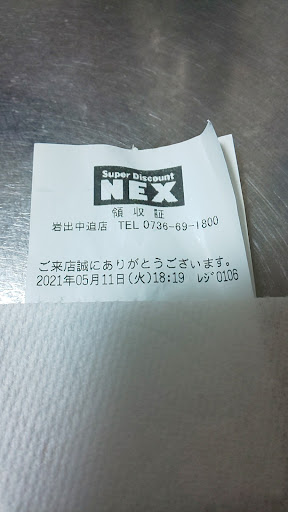 Super Discount
NEX
領収証
岩出中迫店 TEL 0736-69-1800
ご来店誠にありがとうございます。
2021年05月11日(火)18:19 ﾚｼﾞ0106